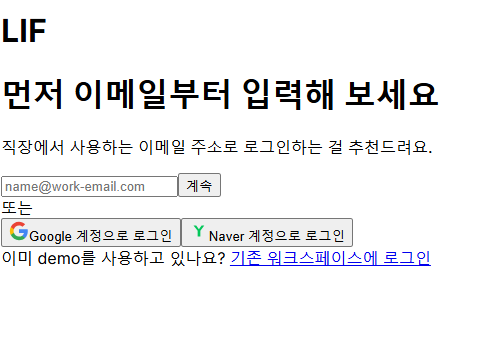 LIF
먼저 이메일부터 입력해 보세요
직장에서 사용하는 이메일 주소로 로그인하는 걸 추천드려요.
name@work-email.com 계속
또는
Google 계정으로 로그인 Naver 계정으로 로그인
이미 demo를 사용하고 있나요? 기존 워크스페이스에 로그인